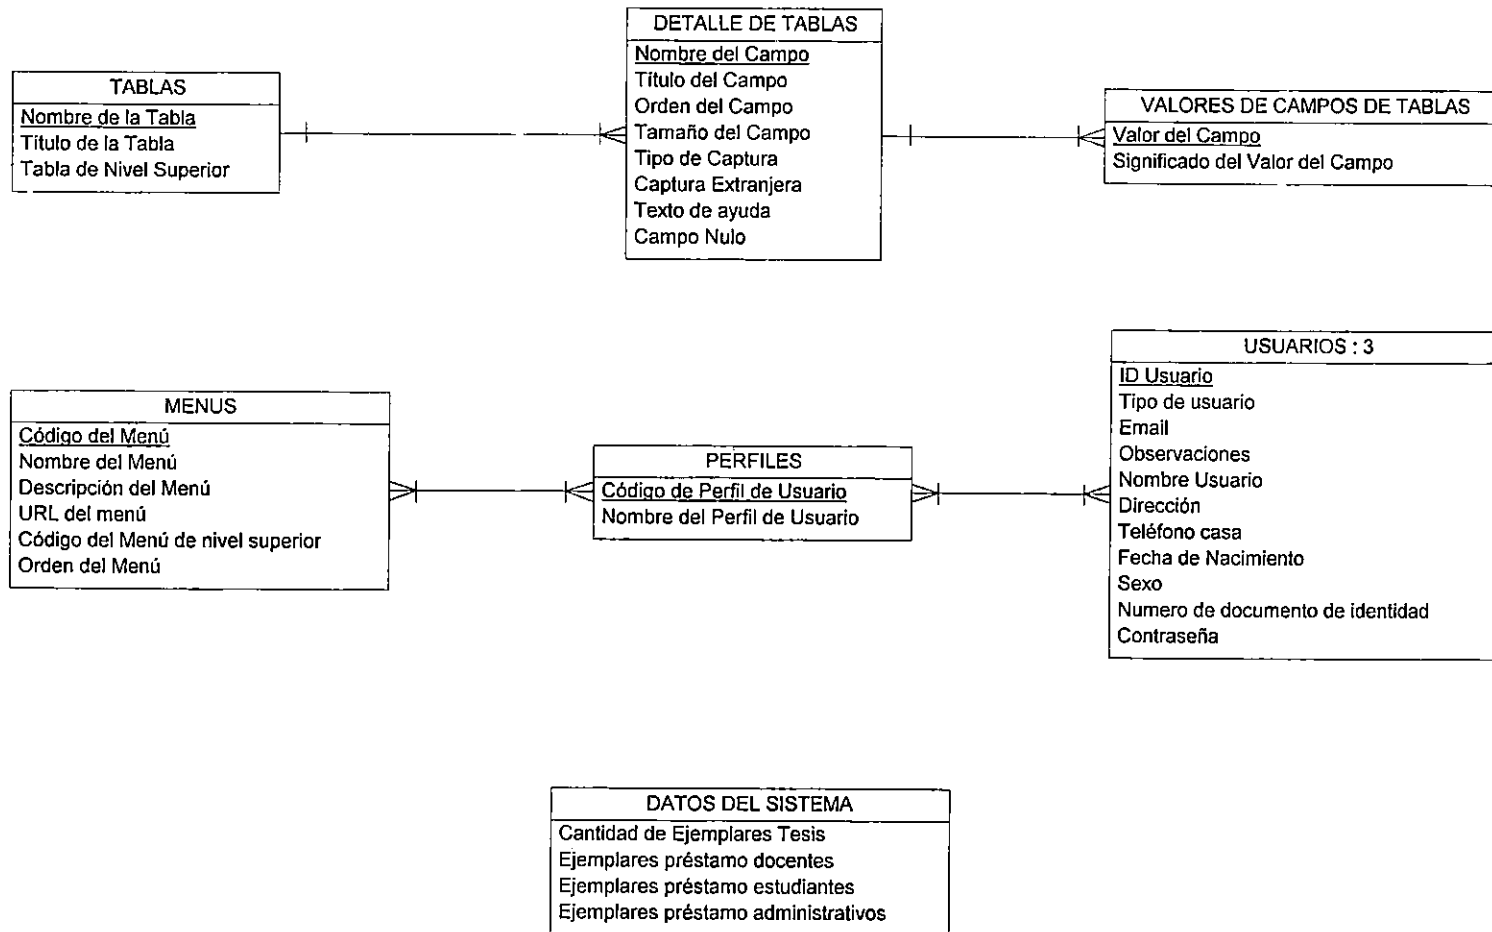 DETALLE DE TABLAS
Nombre del Campo
Título del Campo
Orden del Campo
Tamaño del Campo
Tipo de Captura
Captura Extranjera
Texto de ayuda
Campo Nulo
TABLAS
Nombre de la Tabla
Título de la Tabla
Tabla de Nivel Superior
VALORES DE CAMPOS DE TABLAS
Valor del Campo
Significado del Valor del Campo
MENUS
Código del Menú
Nombre del Menú
Descripción del Menú
URL del menú
Código del Menú de nivel superior
Orden del Menú
PERFILES
Código de Perfil de Usuario
Nombre del Perfil de Usuario
USUARIOS : 3
ID Usuario
Tipo de usuario
Email
Observaciones
Nombre Usuario
Dirección
Teléfono casa
Fecha de Nacimiento
Sexo
Numero de documento de identidad
Contraseña
DATOS DEL SISTEMA
Cantidad de Ejemplares Tesis
Ejemplares préstamo docentes
Ejemplares préstamo estudiantes
Ejemplares préstamo administrativos